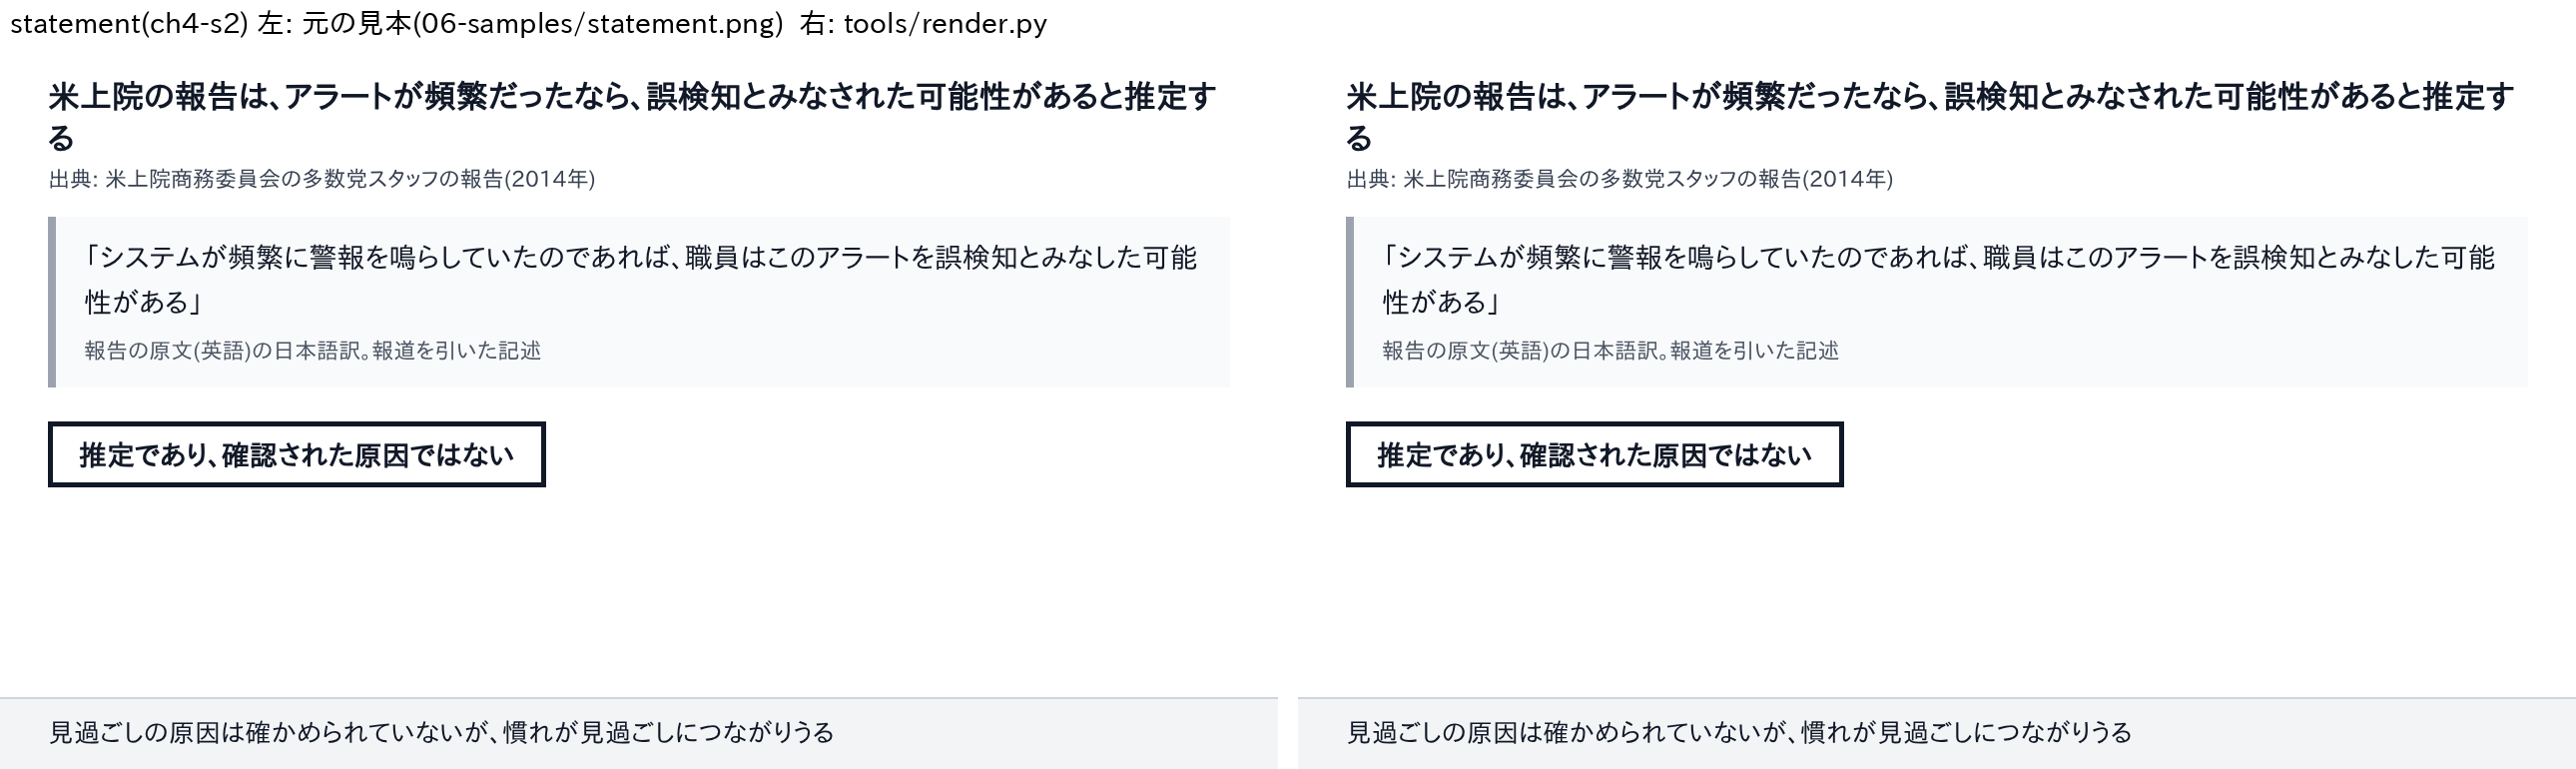 statement(ch4-s2) 左: 元の見本(06-samples/statement.png)  右: tools/render.py
米上院の報告は、アラートが頻繁だったなら、誤検知とみなされた可能性があると推定す
る
出典: 米上院商務委員会の多数党スタッフの報告(2014年)
「システムが頻繁に警報を鳴らしていたのであれば、職員はこのアラートを誤検知とみなした可能
性がある」
報告の原文(英語)の日本語訳。報道を引いた記述
推定であり、確認された原因ではない
見過ごしの原因は確かめられていないが、慣れが見過ごしにつながりうる
米上院の報告は、アラートが頻繁だったなら、誤検知とみなされた可能性があると推定す
る
出典: 米上院商務委員会の多数党スタッフの報告(2014年)
「システムが頻繁に警報を鳴らしていたのであれば、職員はこのアラートを誤検知とみなした可能
性がある」
報告の原文(英語)の日本語訳。報道を引いた記述
推定であり、確認された原因ではない
見過ごしの原因は確かめられていないが、慣れが見過ごしにつながりうる